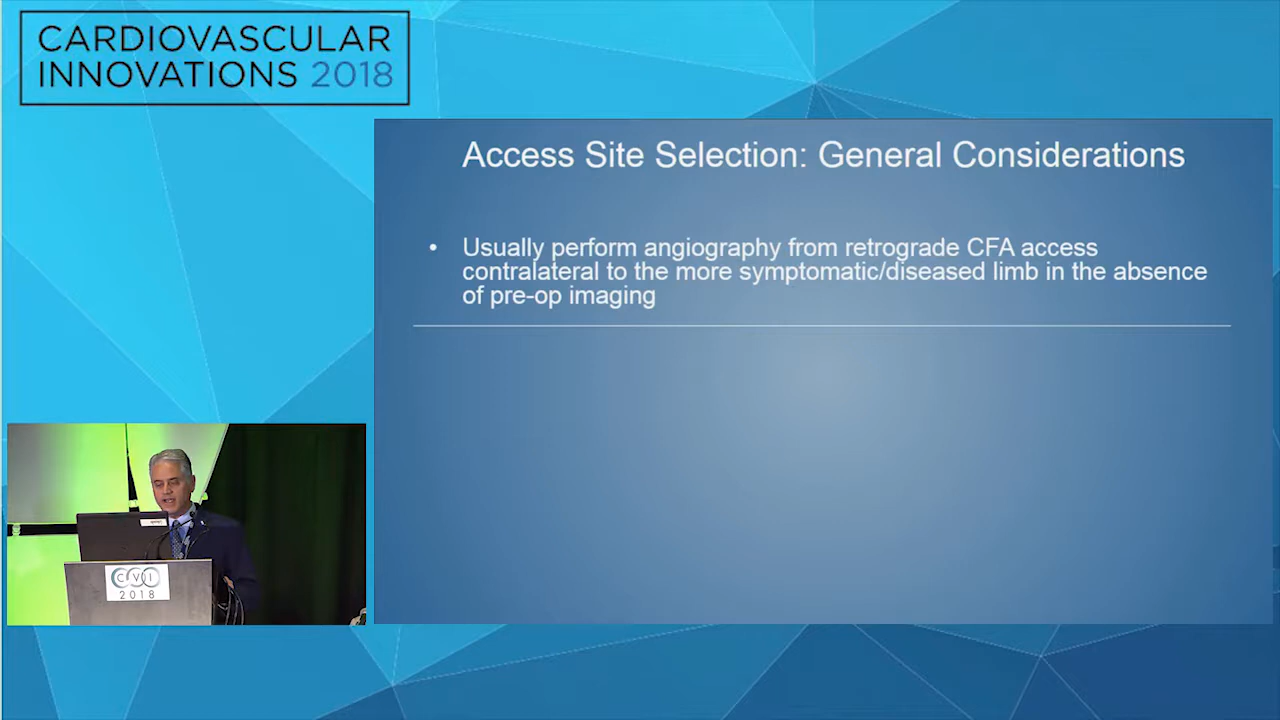 CARDIOVASCULAR
INNOVATIONS 2018
Access Site Selection: General Considerations
• Usually perform angiography from retrograde CFA access
contralateral to the more symptomatic/diseased limb in the absence
of pre-op imaging
CVI
2018